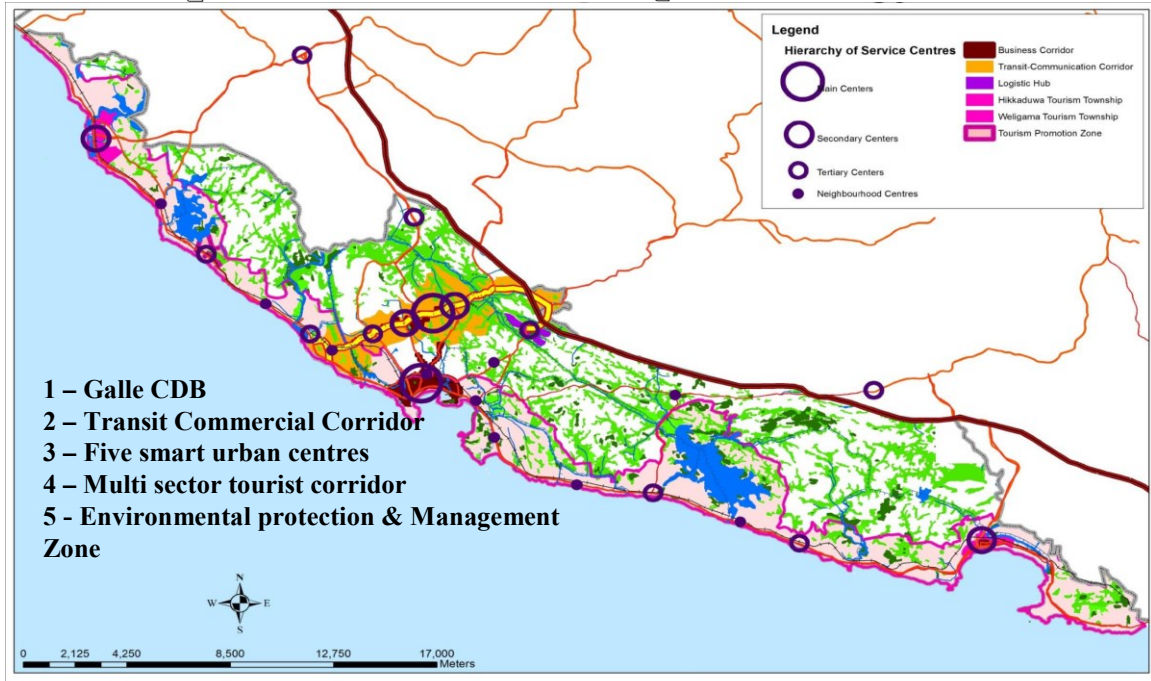 Legend
Hierarchy of Service Centres
Main Centers
Secondary Centers
Tertiary Centers
Neighbourhood Centres
Business Corridor
Transit-Communication Corridor
Logistic Hub
Hikkaduwa Tourism Township
Weligama Tourism Township
Tourism Promotion Zone
1 – Galle CDB
2 – Transit Commercial Corridor
3 – Five smart urban centres
4 – Multi sector tourist corridor
5 - Environmental protection & Management
Zone
N
W E
S
0 2,125 4,250 8,500 12,750 17,000
Meters